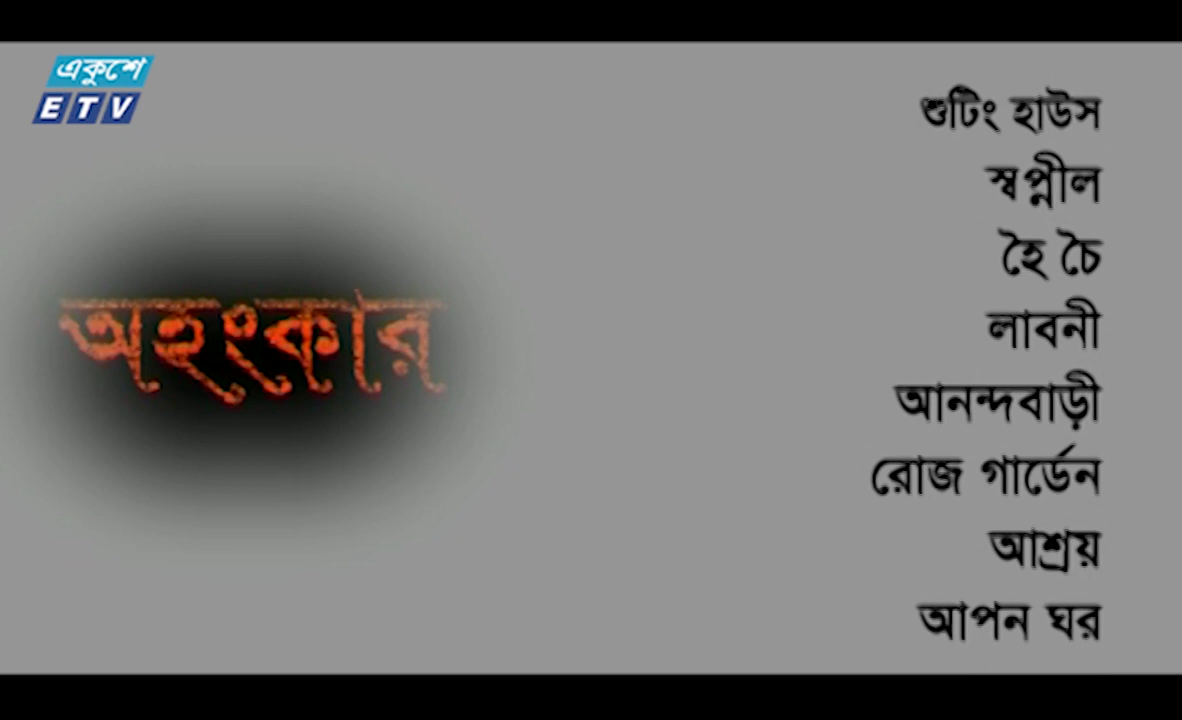 একুশে
ETV
অহংকার
শুটিং হাউস
স্বপ্নীল
হৈ চৈ
লাবনী
আনন্দবাড়ী
রোজ গার্ডেন
আশ্রয়
আপন ঘর